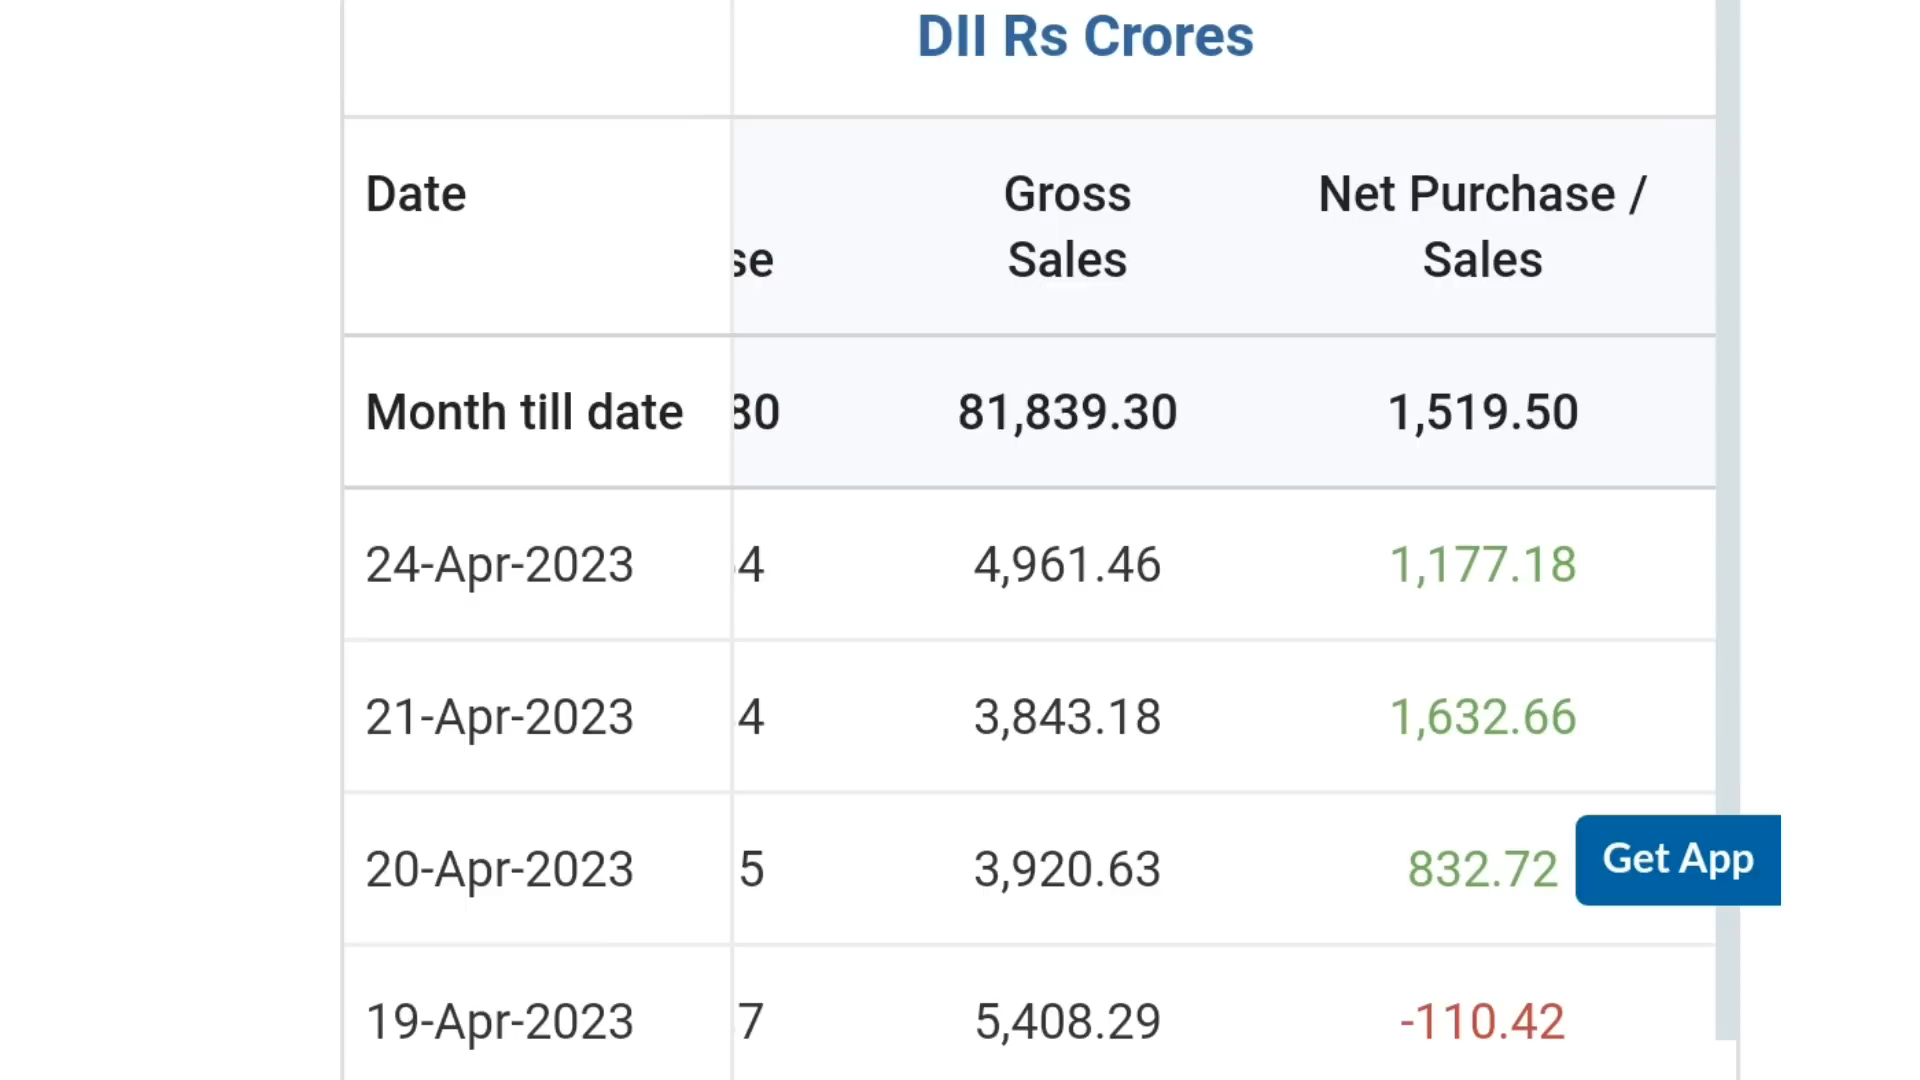 DII Rs Crores
Date se Gross Sales Net Purchase / Sales
Month till date 80 81,839.30 1,519.50
24-Apr-2023 4 4,961.46 1,177.18
21-Apr-2023 4 3,843.18 1,632.66
20-Apr-2023 5 3,920.63 832.72
Get App
19-Apr-2023 7 5,408.29 -110.42